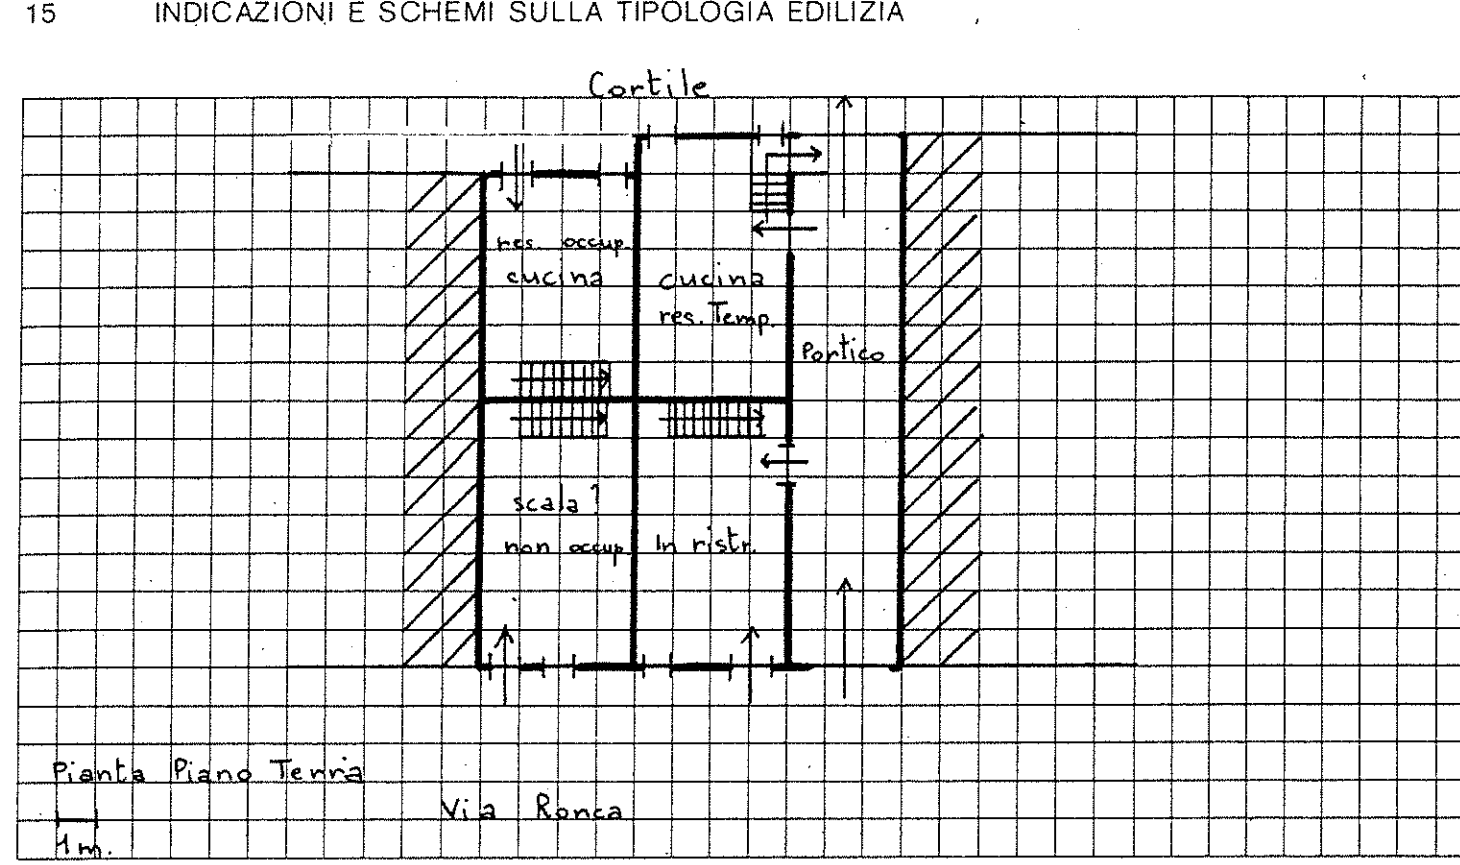 15 INDICAZIONI E SCHEMI SULLA TIPOLOGIA EDILIZIA
Cortile
res. occup.
cucina
cucina
res. Temp.
Portico
scala?
non occup.
In ristr.
Pianta Piano Terra
Via Ronca
1 m.